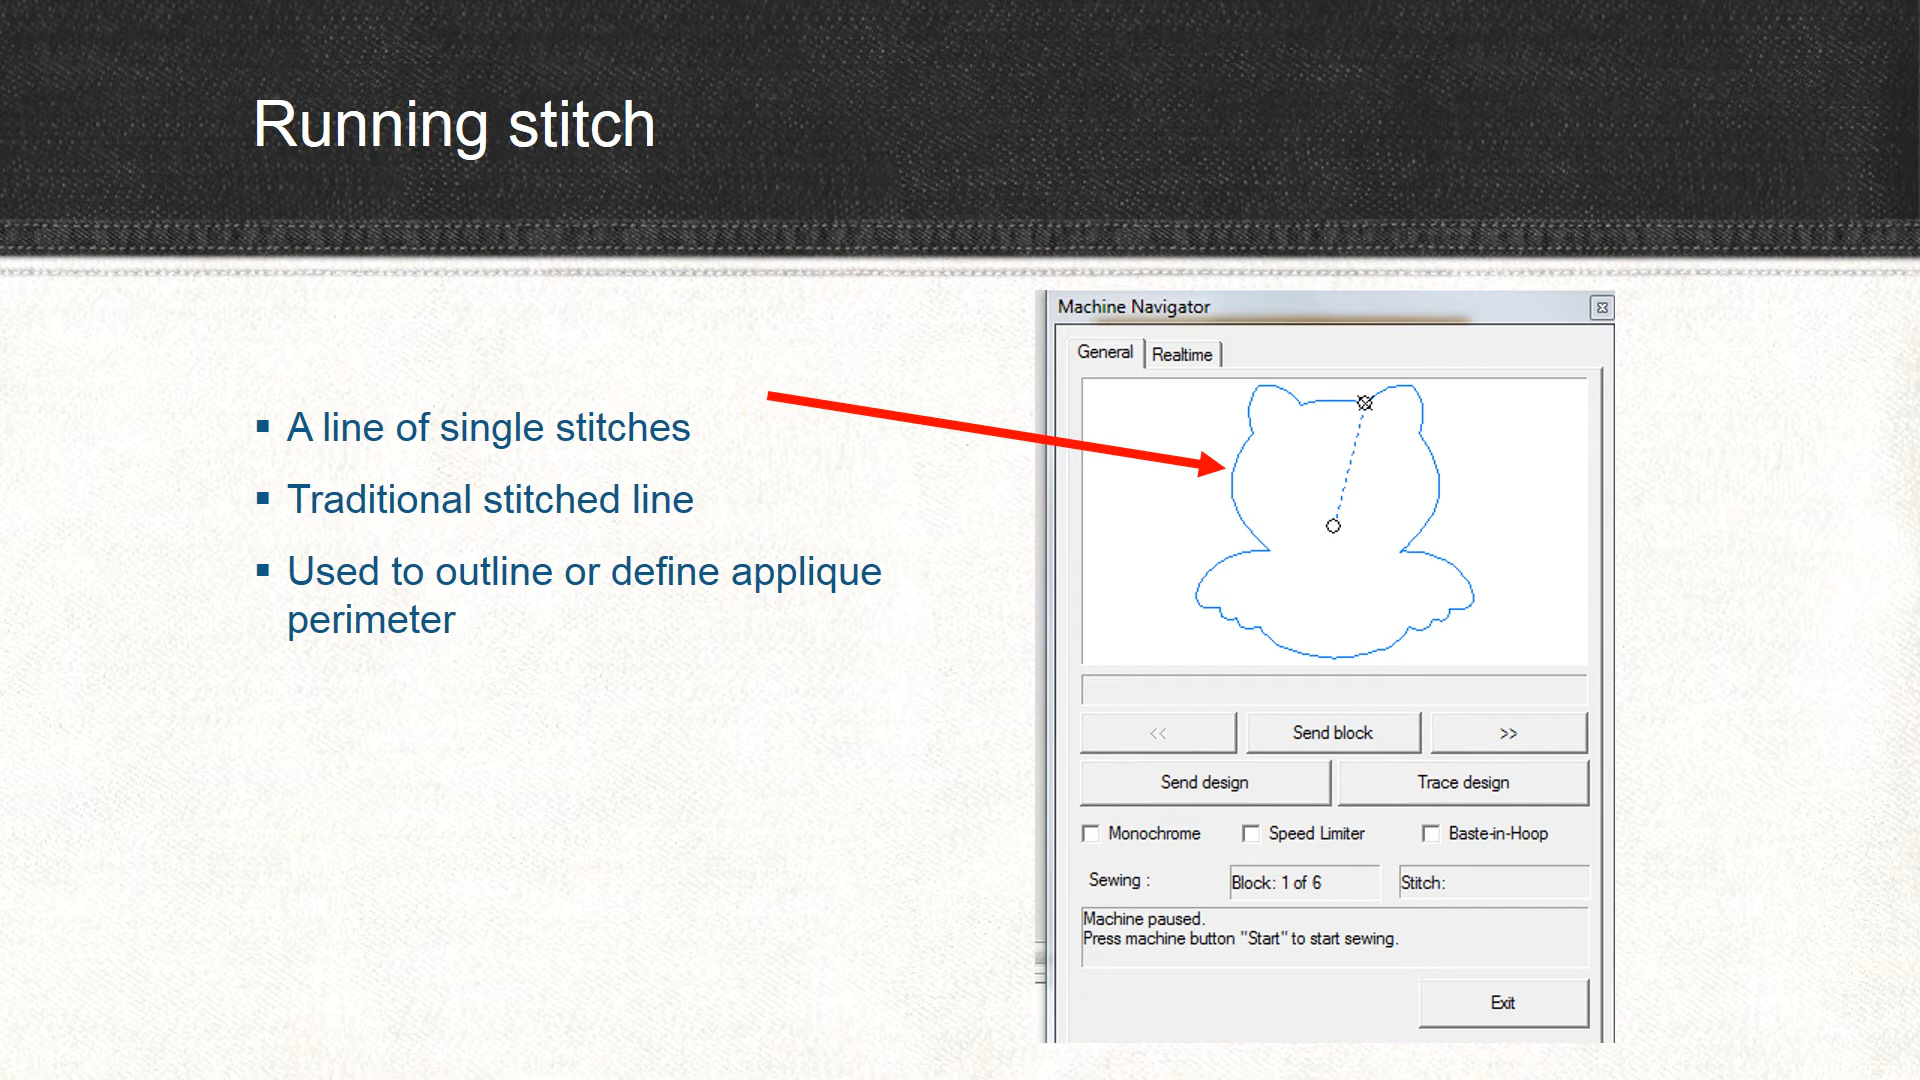 Running stitch
▪ A line of single stitches
▪ Traditional stitched line
▪ Used to outline or define applique
perimeter
Machine Navigator
General Realtime
<< Send block >>
Send design Trace design
Monochrome Speed Limiter Baste-in-Hoop
Sewing : Block: 1 of 6 Stitch:
Machine paused.
Press machine button "Start" to start sewing.
Exit